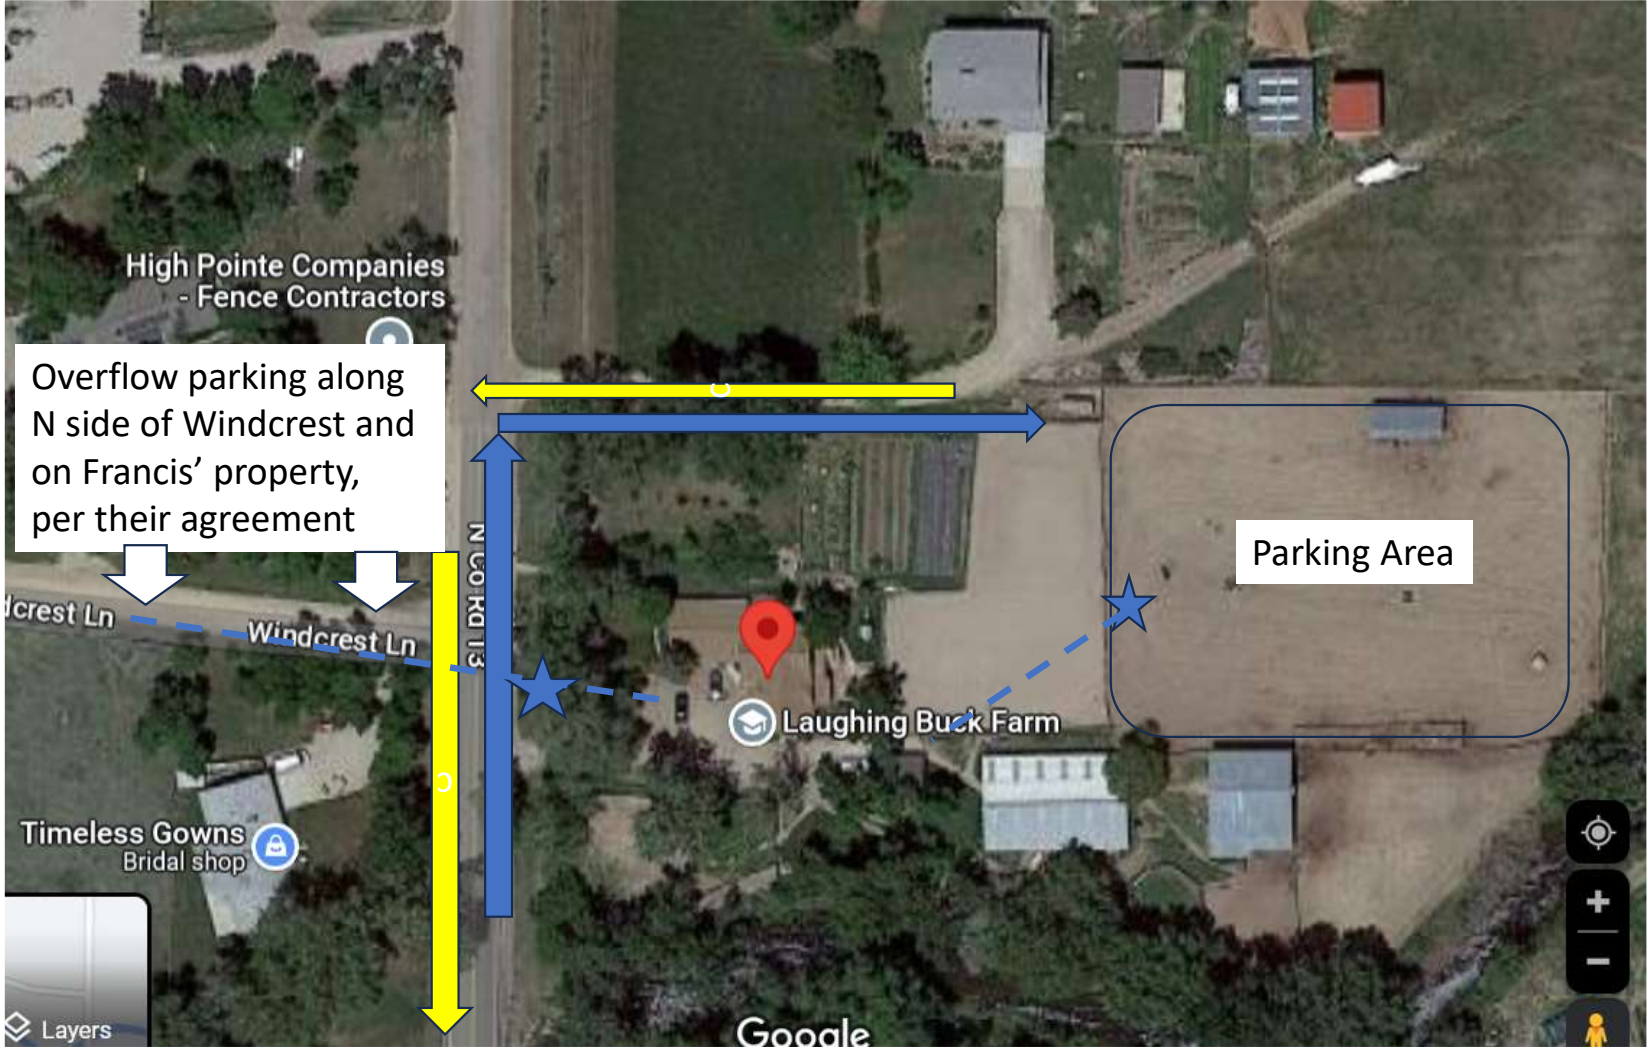 High Pointe Companies
- Fence Contractors
Overflow parking along
N side of Windcrest and
on Francis’ property,
per their agreement
N Co Rd 13
Parking Area
dcrest Ln
Windcrest Ln
Laughing Buck Farm
Timeless Gowns
Bridal shop
Layers
Google